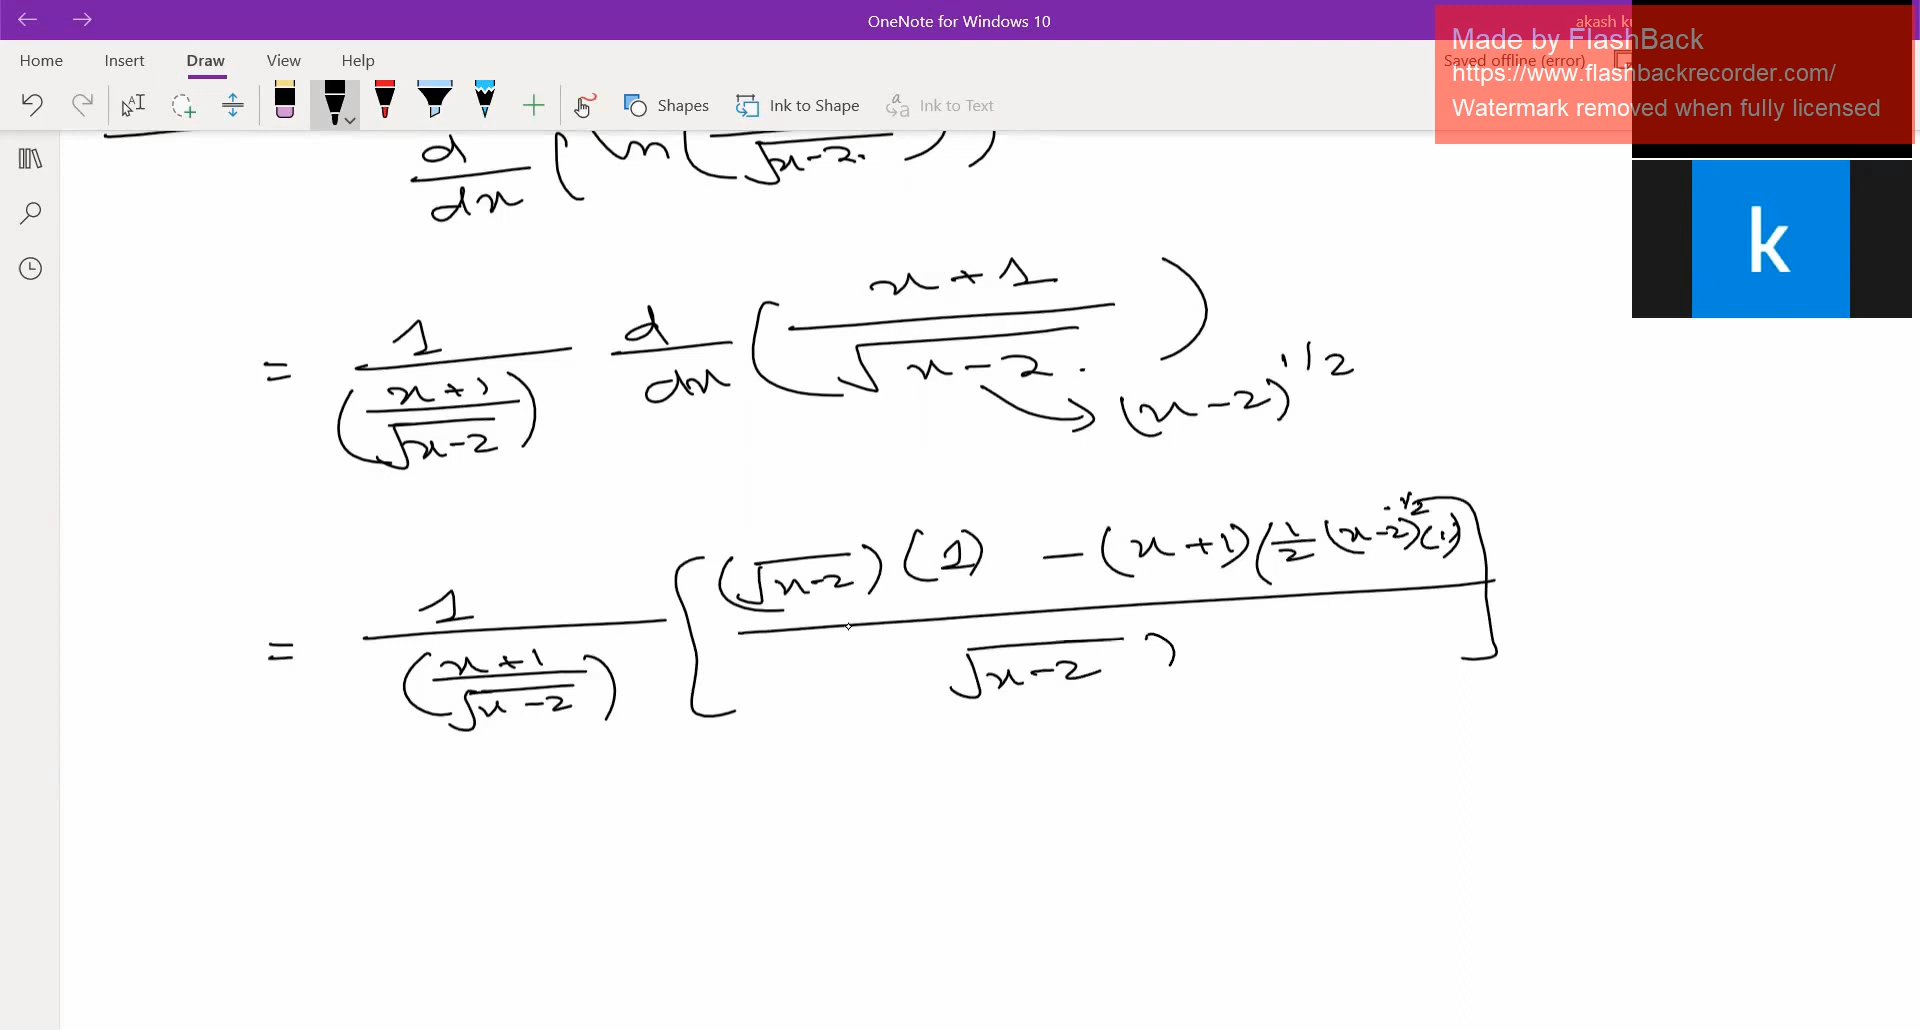 OneNote for Windows 10
akash ku
Made by FlashBack
Home Insert Draw View Help
Saved offline (error)
https://www.flashbackrecorder.com/
Shapes Ink to Shape Ink to Text
Watermark removed when fully licensed
k
d/dx (ln( /√x-2. ))
= 1/((x+1)/√x-2) d/dx ((x+1)/√x-2.)
(x-2)^1/2
= 1/((x+1)/√x-2) [(√x-2)(1) - (x+1)(1/2 (x-2)^-1/2 (1) / √x-2 )]